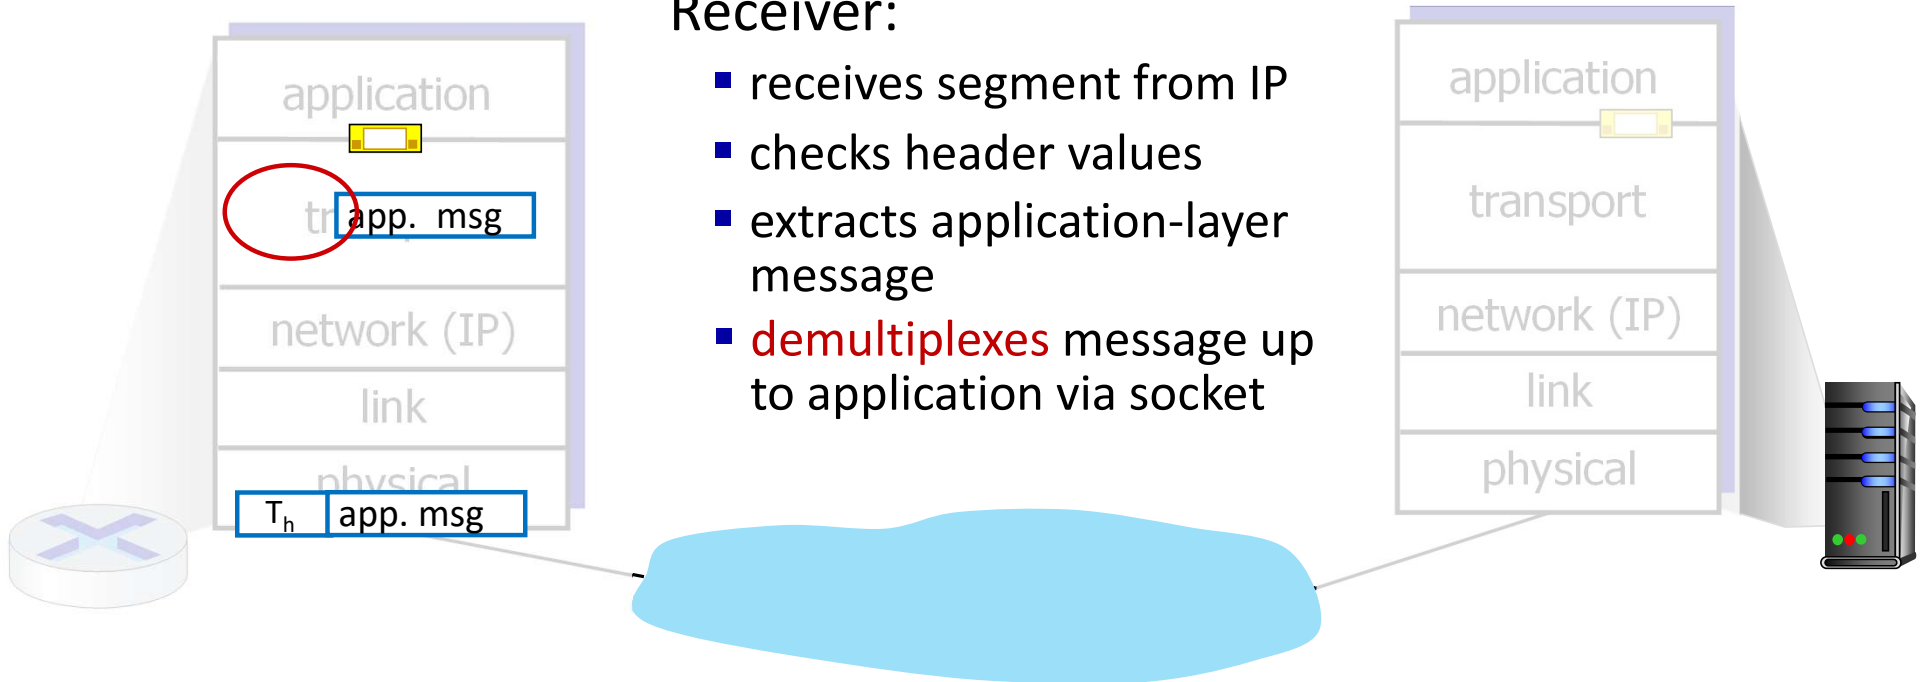 Receiver:
receives segment from IP
checks header values
extracts application-layer
message
demultiplexes message up
to application via socket
application
app. msg
network (IP)
link
physical
Th app. msg
application
transport
network (IP)
link
physical